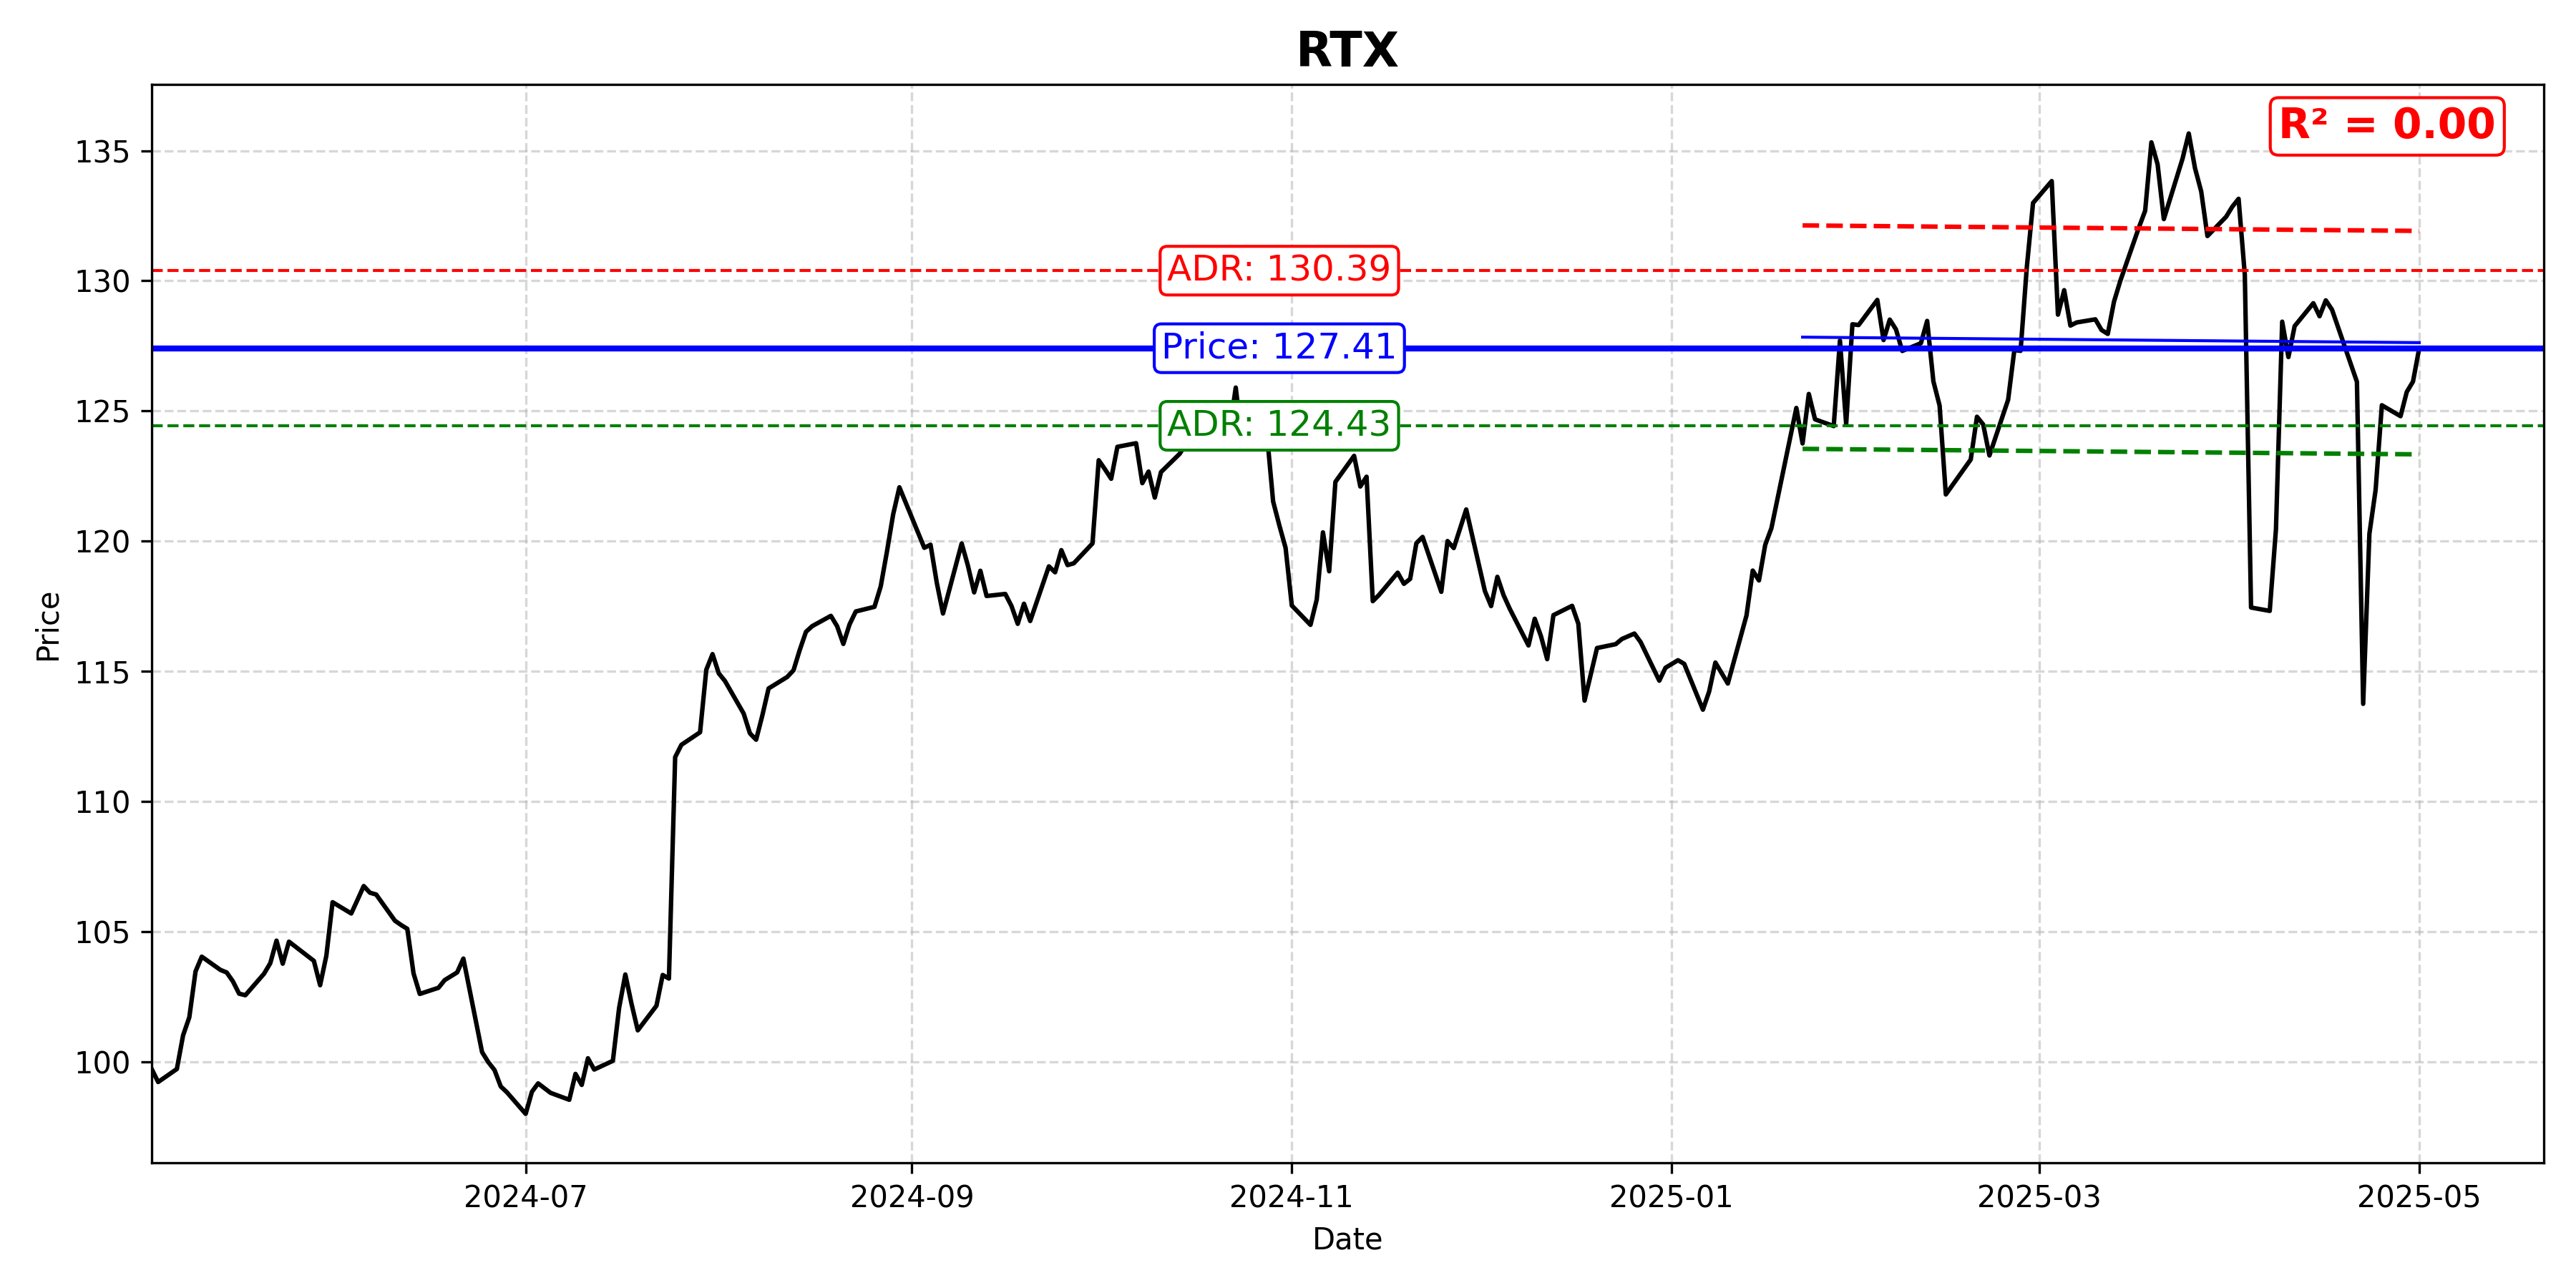 RTX
R² = 0.00
135
130
125
120
115
110
105
100
Price
ADR: 130.39
Price: 127.41
ADR: 124.43
2024-07
2024-09
2024-11
2025-01
2025-03
2025-05
Date